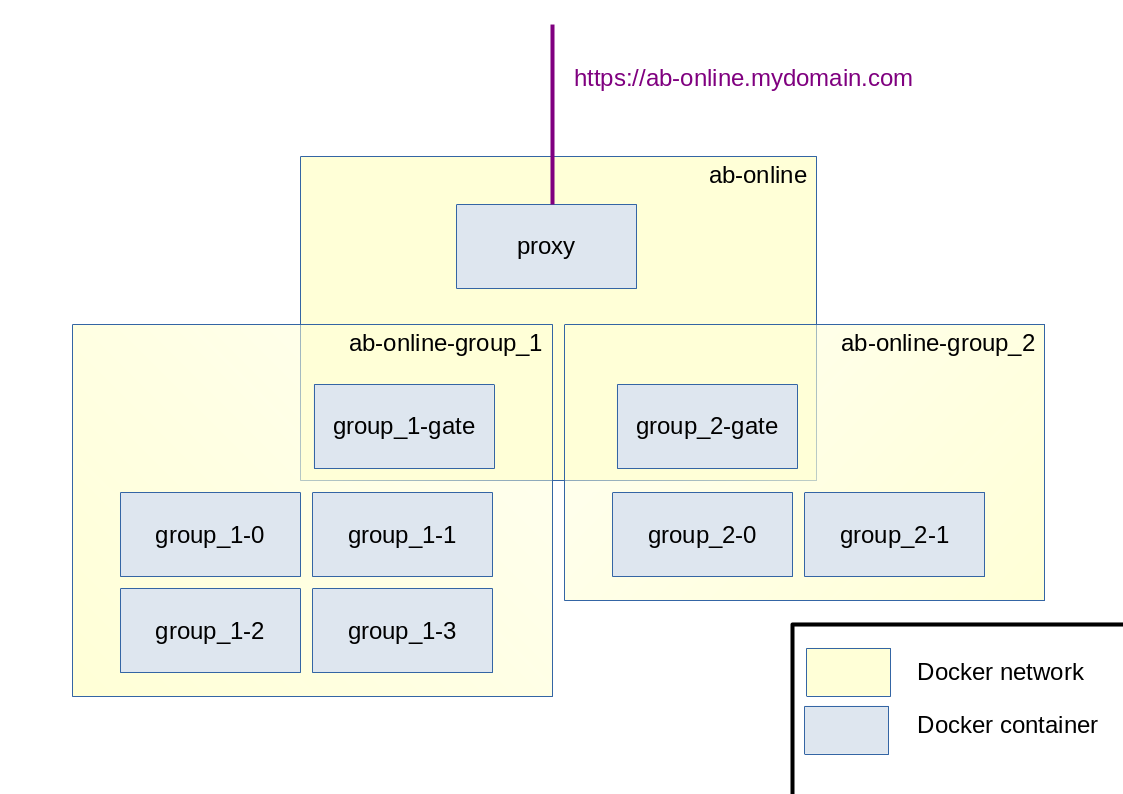 https://ab-online.mydomain.com
ab-online
proxy
ab-online-group_1
ab-online-group_2
group_1-gate
group_2-gate
group_1-0
group_1-1
group_2-0
group_2-1
group_1-2
group_1-3
Docker network
Docker container